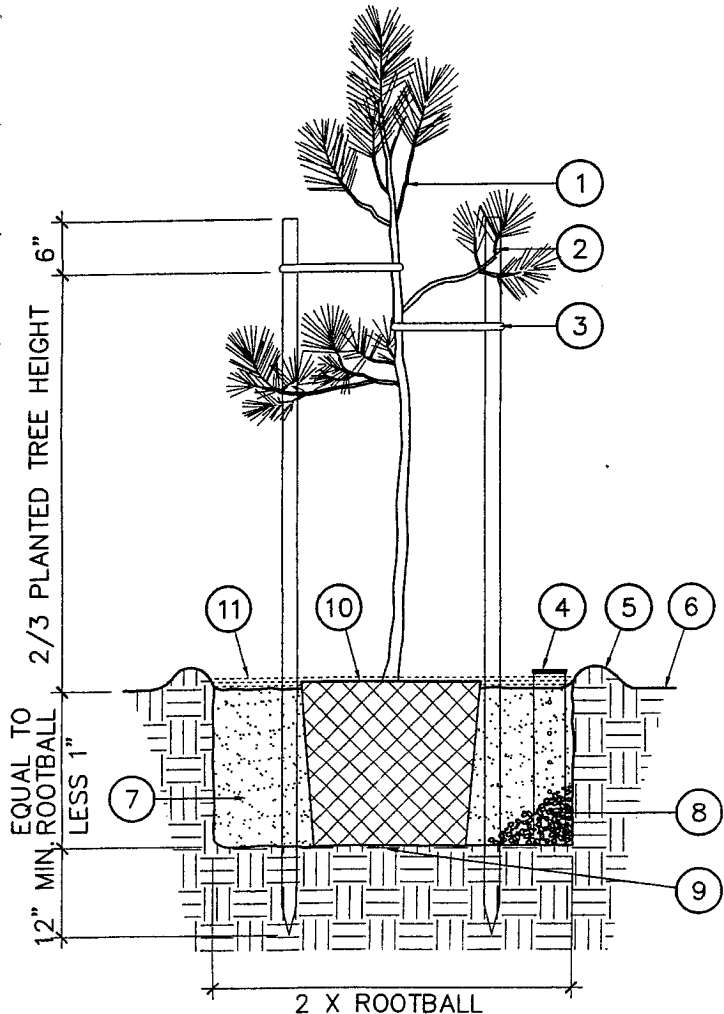 1
2
3
6"
2/3 PLANTED TREE HEIGHT
11
10
4
5
6
EQUAL TO
ROOTBALL
LESS 1"
7
8
9
12" MIN.
2 X ROOTBALL